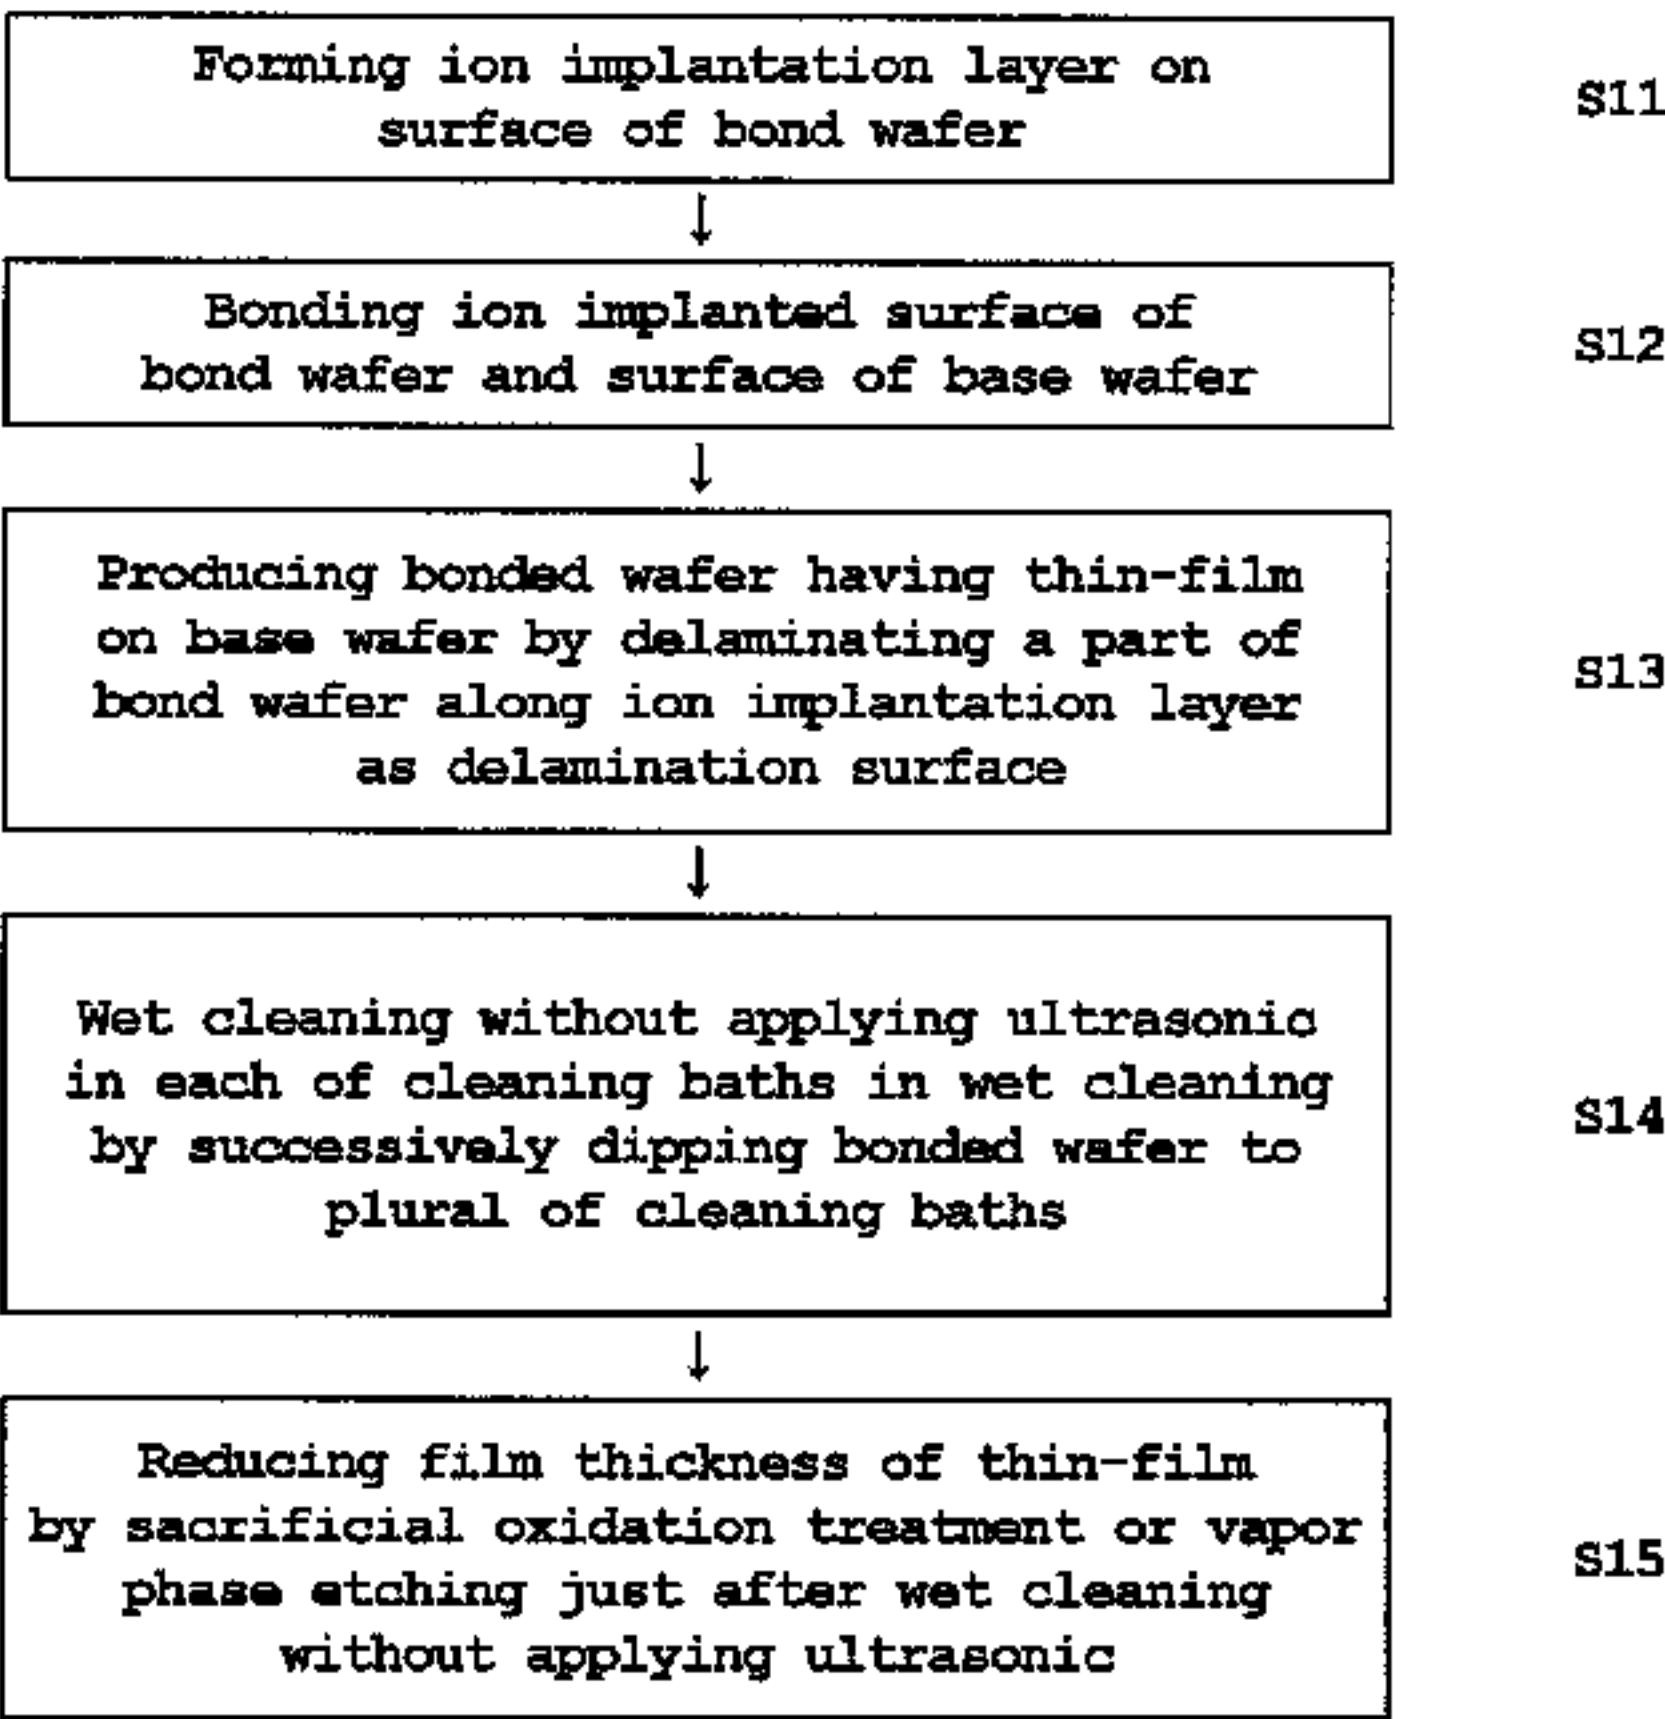 Forming ion implantation layer on
surface of bond wafer
S11
↓
Bonding ion implanted surface of
bond wafer and surface of base wafer
S12
↓
Producing bonded wafer having thin-film
on base wafer by delaminating a part of
bond wafer along ion implantation layer
as delamination surface
S13
↓
Wet cleaning without applying ultrasonic
in each of cleaning baths in wet cleaning
by successively dipping bonded wafer to
plural of cleaning baths
S14
↓
Reducing film thickness of thin-film
by sacrificial oxidation treatment or vapor
phase etching just after wet cleaning
without applying ultrasonic
S15